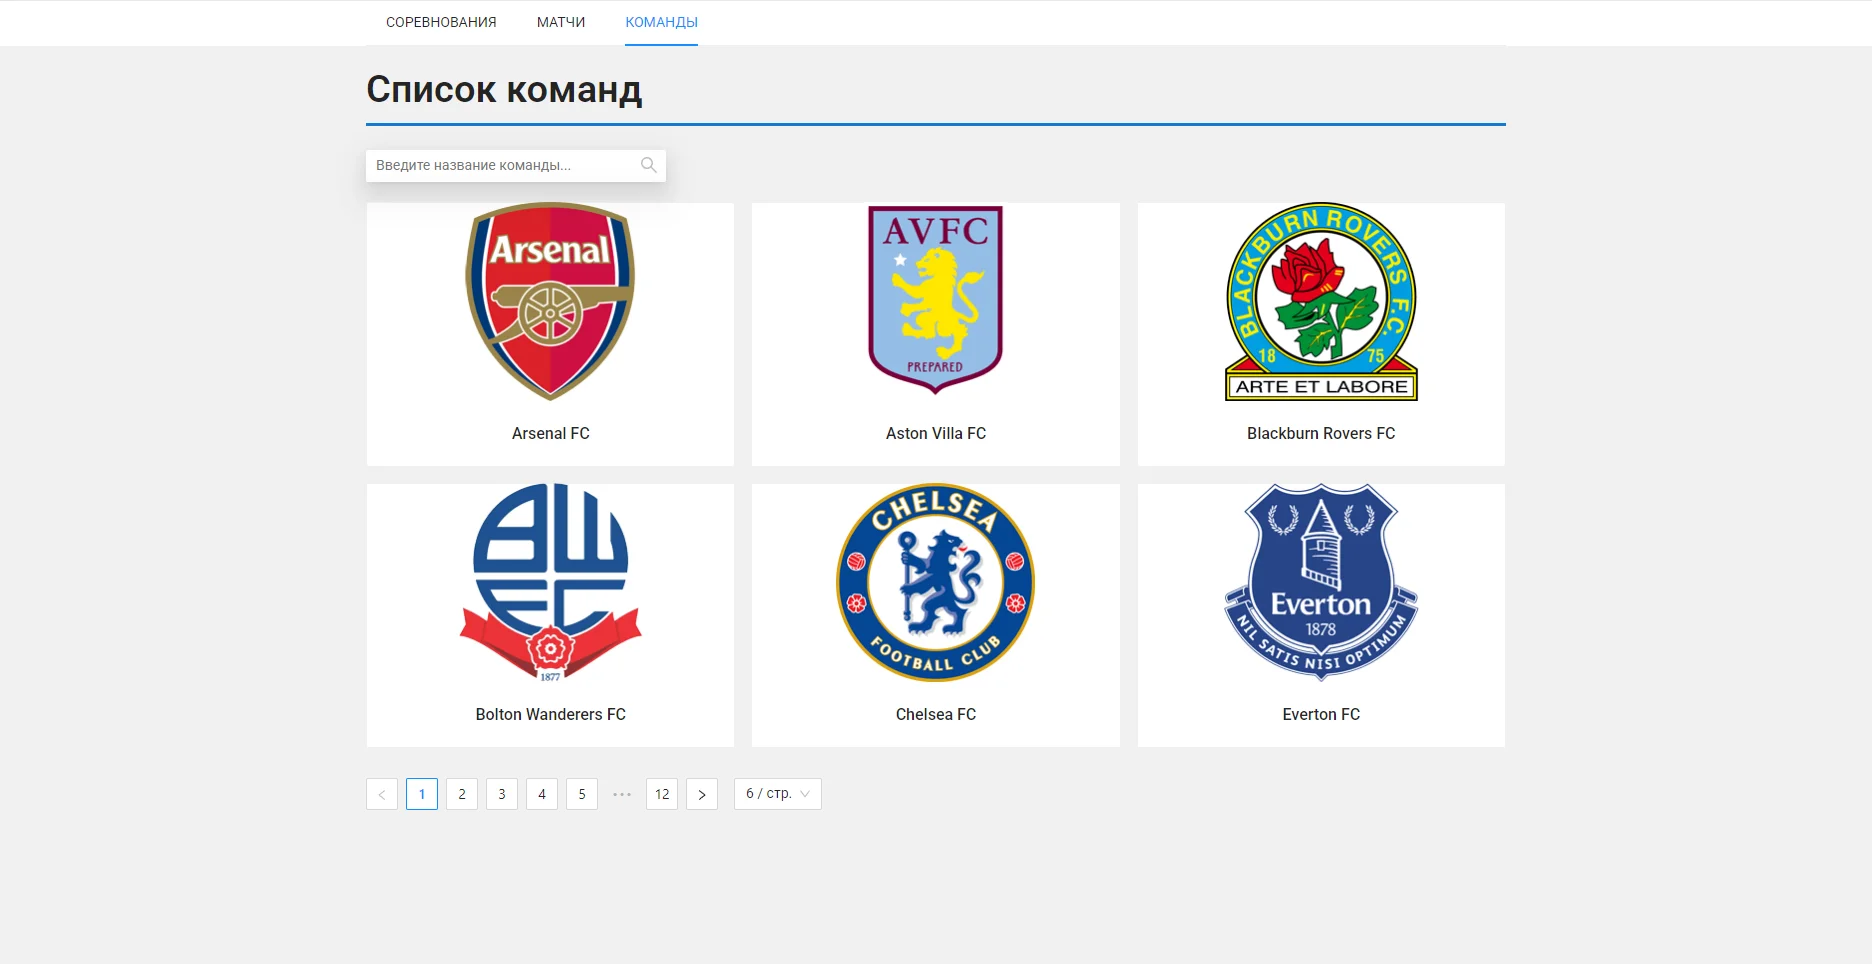 СОРЕВНОВАНИЯ МАТЧИ КОМАНДЫ
Список команд
Введите название команды...
Arsenal
AVFC
PREPARED
BLACKBURN ROVERS F.C.
18 75
ARTE ET LABORE
Arsenal FC
Aston Villa FC
Blackburn Rovers FC
BW
FC
1877
CHELSEA
FOOTBALL CLUB
Everton
1878
NIL SATIS NISI OPTIMUM
Bolton Wanderers FC
Chelsea FC
Everton FC
< 1 2 3 4 5 ••• 12 > 6 / стр.